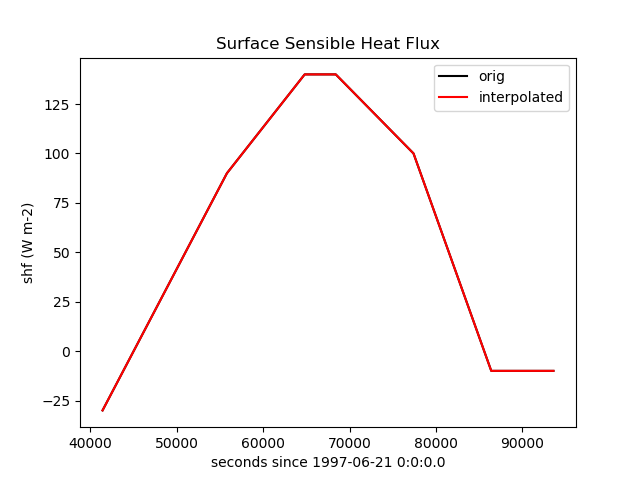 Surface Sensible Heat Flux
orig
interpolated
shf (W m-2)
125
100
75
50
25
0
−25
40000 50000 60000 70000 80000 90000
seconds since 1997-06-21 0:0:0.0